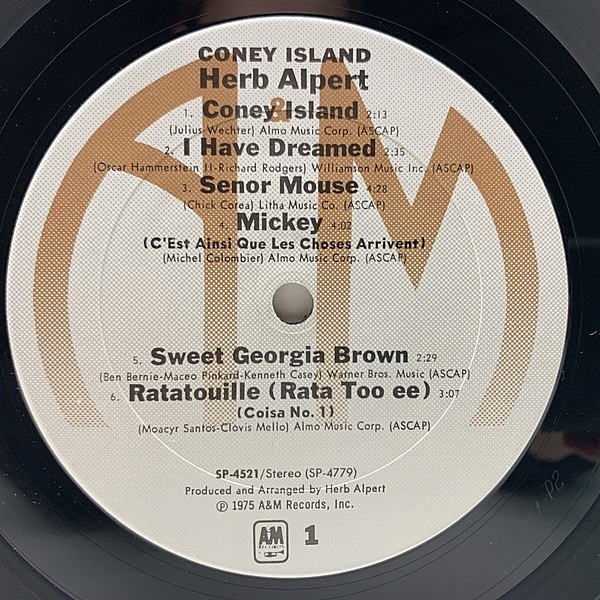 CONEY ISLAND
Herb Alpert
&
1. Coney Island 2:13
(Julius Wechter) Almo Music Corp. (ASCAP)
2. I Have Dreamed 2:35
(Oscar Hammerstein II-Richard Rodgers) Williamson Music Inc. (ASCAP)
3. Senor Mouse 4:28
(Chick Corea) Litha Music Co. (ASCAP)
4. Mickey 4:02
(C'Est Ainsi Que Les Choses Arrivent)
(Michel Colombier) Almo Music Corp. (ASCAP)
5. Sweet Georgia Brown 2:29
(Ben Bernie-Maceo Pinkard-Kenneth Casey) Warner Bros. Music (ASCAP)
6. Ratatouille (Rata Too ee) 3:07
(Coisa No. 1)
(Moacyr Santos-Clovis Mello) Almo Music Corp. (ASCAP)
SP-4521/Stereo (SP-4779)
Produced and Arranged by Herb Alpert
℗ 1975 A&M Records, Inc.
A&M RECORDS 1
P2